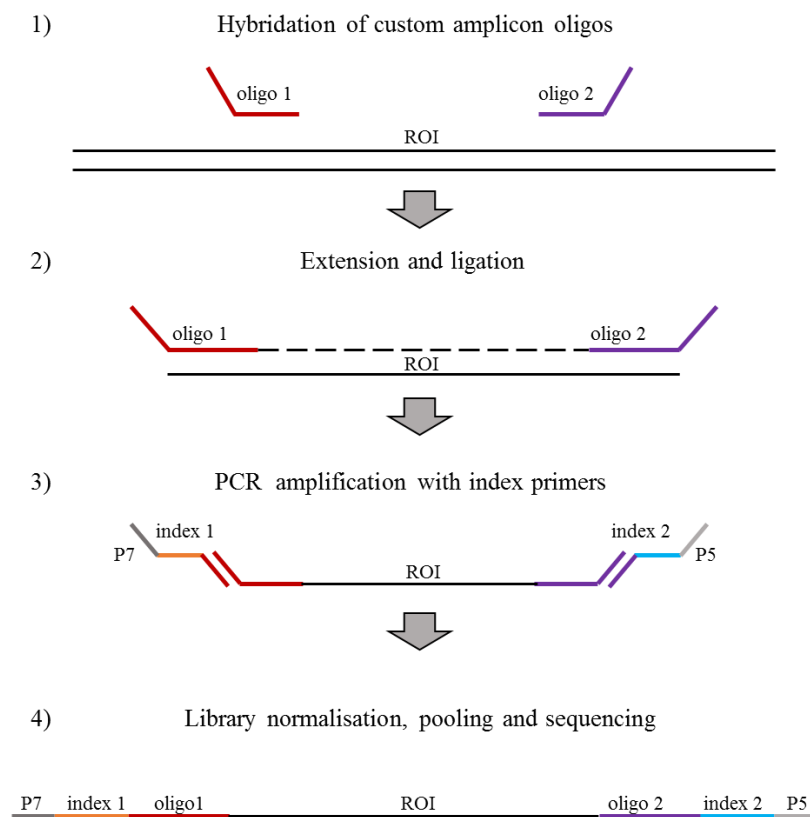 1) Hybridation of custom amplicon oligos
oligo 1 oligo 2
ROI
2) Extension and ligation
oligo 1 oligo 2
ROI
3) PCR amplification with index primers
index 1 index 2
P7 ROI P5
4) Library normalisation, pooling and sequencing
P7 index 1 oligo1 ROI oligo 2 index 2 P5